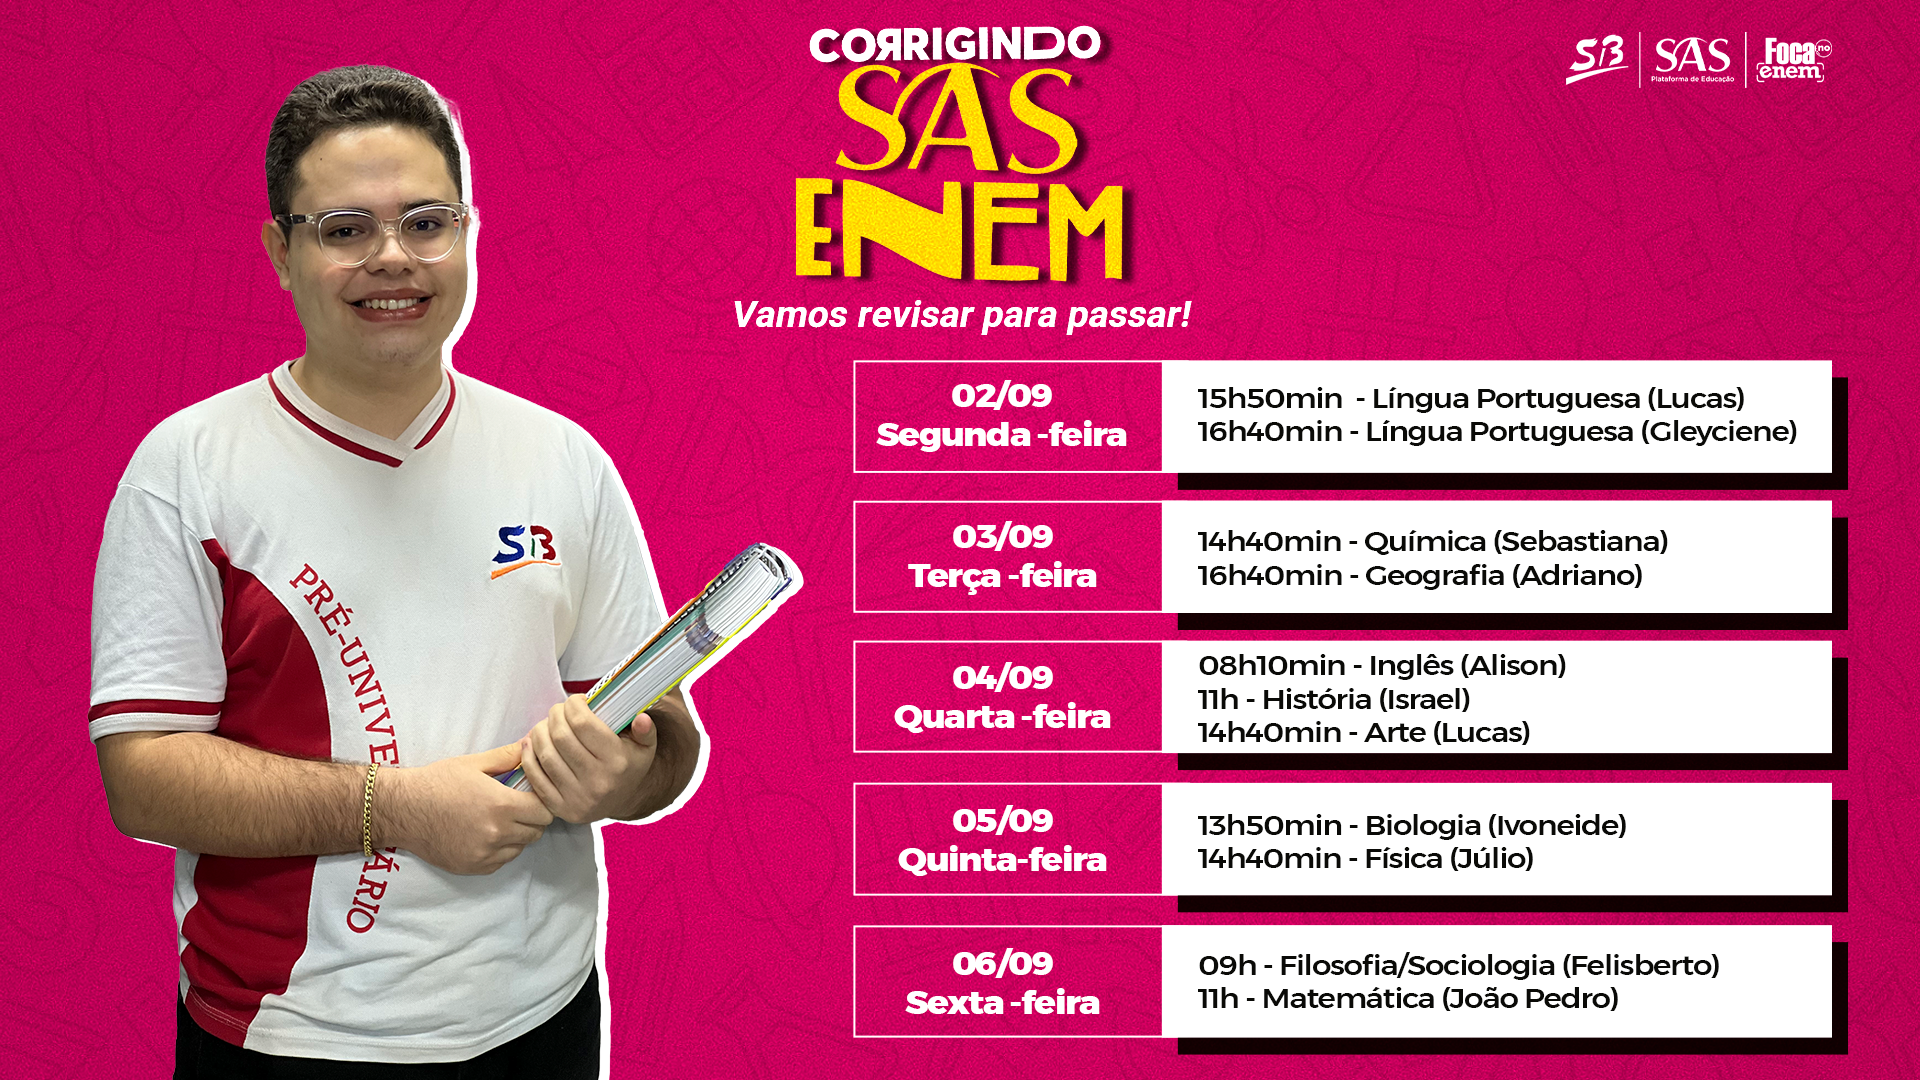 CORRIGINDO
SAS
ENEM
Vamos revisar para passar!
SB
SAS
Plataforma de Educação
Foca no
enem
02/09
Segunda -feira
15h50min - Língua Portuguesa (Lucas)
16h40min - Língua Portuguesa (Gleyciene)
03/09
Terça -feira
14h40min - Química (Sebastiana)
16h40min - Geografia (Adriano)
04/09
Quarta -feira
08h10min - Inglês (Alison)
11h - História (Israel)
14h40min - Arte (Lucas)
05/09
Quinta-feira
13h50min - Biologia (Ivoneide)
14h40min - Física (Júlio)
06/09
Sexta -feira
09h - Filosofia/Sociologia (Felisberto)
11h - Matemática (João Pedro)
SB
PRÉ-UNIVE ÁRIO